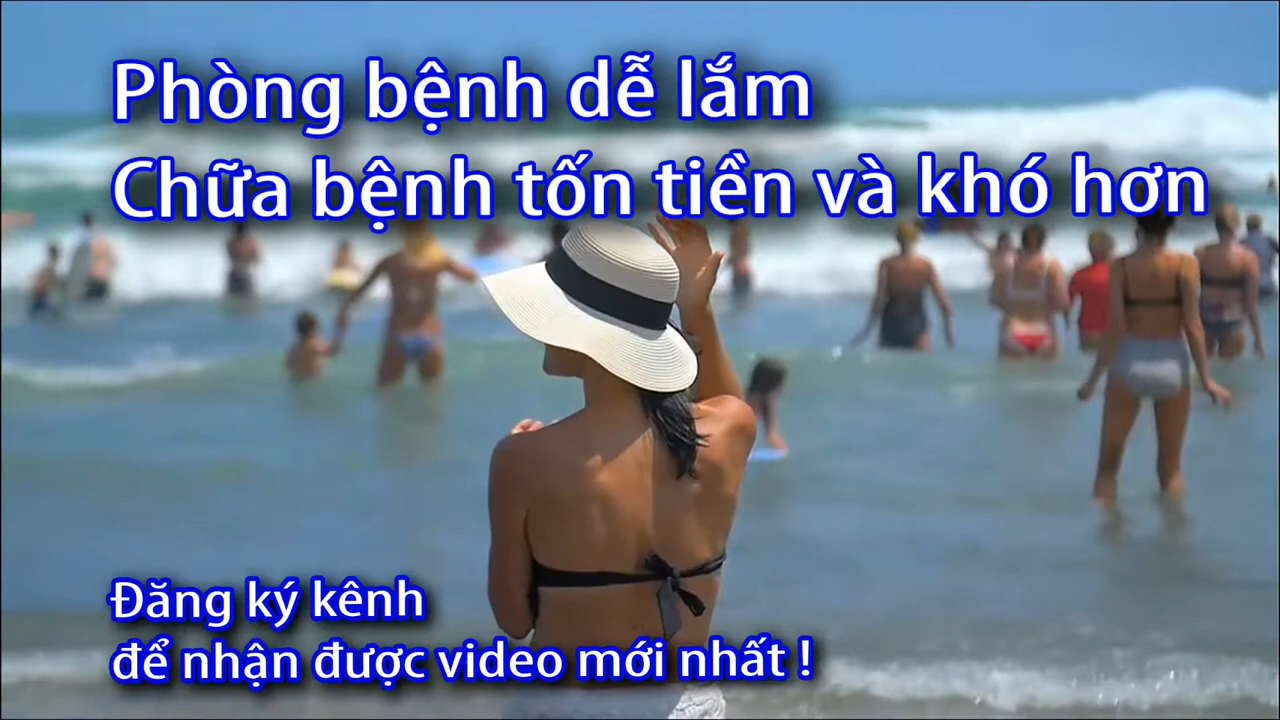 Phòng bệnh dễ lắm
Chữa bệnh tốn tiền và khó hơn
Đăng ký kênh
để nhận được video mới nhất !